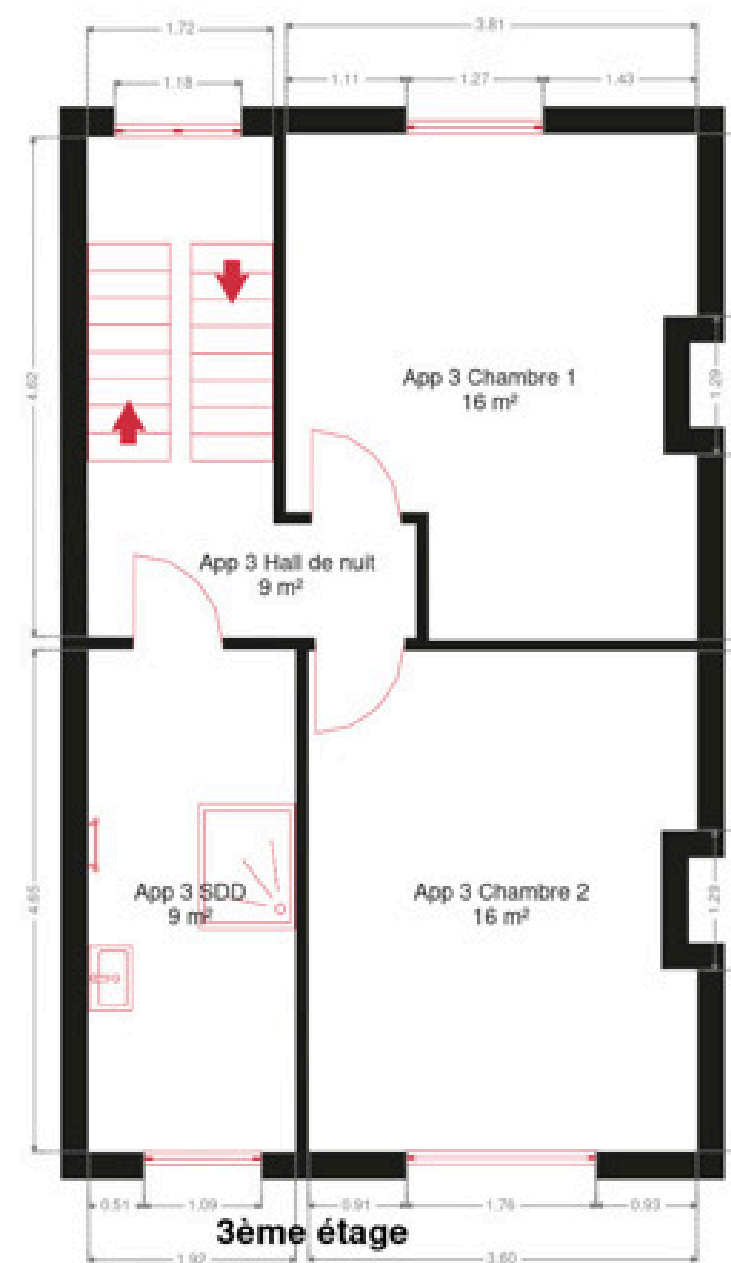 1.72
3.81
1.18
1.11
1.27
1.43
4.62
1.29
App 3 Chambre 1
16 m²
App 3 Hall de nuit
9 m²
4.65
1.29
App 3 SDD
9 m²
App 3 Chambre 2
16 m²
0.51
1.09
0.91
1.76
0.93
3ème étage
1.92
3.60